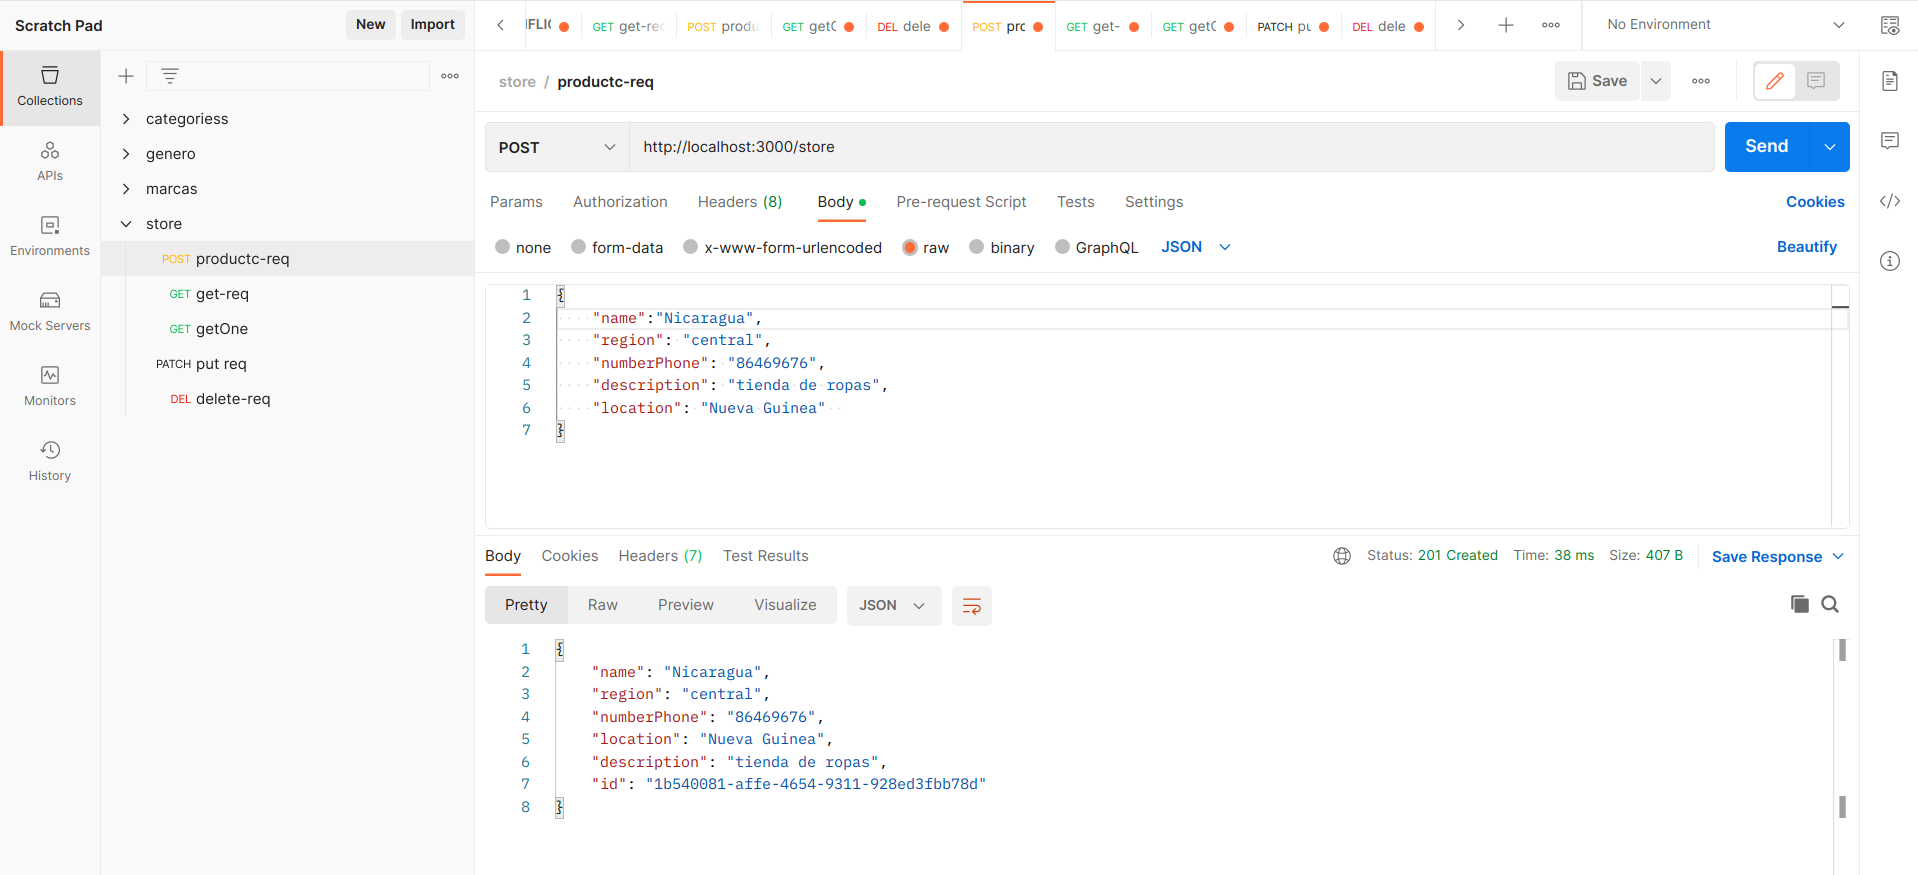 Scratch Pad
New
Import
GET get-rec
POST produ
GET getO
DEL dele
POST prc
GET get-
GET getO
PATCH pu
DEL dele
No Environment
Collections
APIs
Environments
Mock Servers
Monitors
History
categoriess
genero
marcas
store
POST productc-req
GET get-req
GET getOne
PATCH put req
DEL delete-req
store / productc-req
Save
POST
http://localhost:3000/store
Send
Params
Authorization
Headers (8)
Body
Pre-request Script
Tests
Settings
Cookies
none
form-data
x-www-form-urlencoded
raw
binary
GraphQL
JSON
Beautify
1 {
2 "name":"Nicaragua",
3 "region": "central",
4 "numberPhone": "86469676",
5 "description": "tienda de ropas",
6 "location": "Nueva Guinea"
7 }
Body
Cookies
Headers (7)
Test Results
Status: 201 Created
Time: 38 ms
Size: 407 B
Save Response
Pretty
Raw
Preview
Visualize
JSON
1 {
2 "name": "Nicaragua",
3 "region": "central",
4 "numberPhone": "86469676",
5 "location": "Nueva Guinea",
6 "description": "tienda de ropas",
7 "id": "1b540081-affe-4654-9311-928ed3fbb78d"
8 }